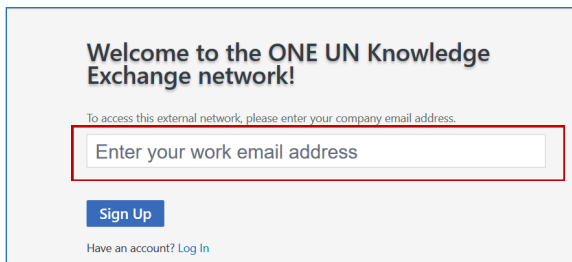 Welcome to the ONE UN Knowledge
Exchange network!
To access this external network, please enter your company email address.
Enter your work email address
Sign Up
Have an account? Log In